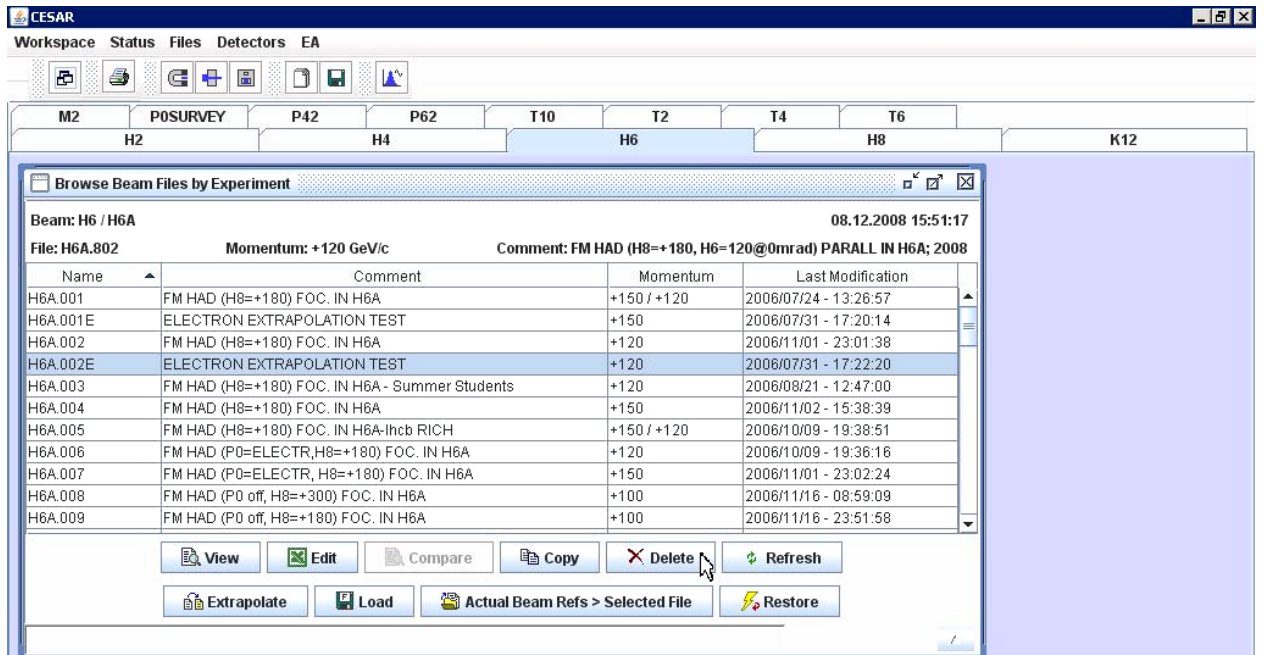 CESAR
Workspace Status Files Detectors EA
M2 P0SURVEY P42 P62 T10 T2 T4 T6
H2 H4 H6 H8 K12
Browse Beam Files by Experiment
Beam: H6 / H6A 08.12.2008 15:51:17
File: H6A.802 Momentum: +120 GeV/c Comment: FM HAD (H8=+180, H6=120@0mrad) PARALL IN H6A; 2008
Name Comment Momentum Last Modification
H6A.001 FM HAD (H8=+180) FOC. IN H6A +150 / +120 2006/07/24 - 13:26:57
H6A.001E ELECTRON EXTRAPOLATION TEST +150 2006/07/31 - 17:20:14
H6A.002 FM HAD (H8=+180) FOC. IN H6A +120 2006/11/01 - 23:01:38
H6A.002E ELECTRON EXTRAPOLATION TEST +120 2006/07/31 - 17:22:20
H6A.003 FM HAD (H8=+180) FOC. IN H6A - Summer Students +120 2006/08/21 - 12:47:00
H6A.004 FM HAD (H8=+180) FOC. IN H6A +150 2006/11/02 - 15:38:39
H6A.005 FM HAD (H8=+180) FOC. IN H6A-lhcb RICH +150 / +120 2006/10/09 - 19:38:51
H6A.006 FM HAD (P0=ELECTR,H8=+180) FOC. IN H6A +120 2006/10/09 - 19:36:16
H6A.007 FM HAD (P0=ELECTR, H8=+180) FOC. IN H6A +150 2006/11/01 - 23:02:24
H6A.008 FM HAD (P0 off, H8=+300) FOC. IN H6A +100 2006/11/16 - 08:59:09
H6A.009 FM HAD (P0 off, H8=+180) FOC. IN H6A +100 2006/11/16 - 23:51:58
View Edit Compare Copy Delete Refresh
Extrapolate Load Actual Beam Refs > Selected File Restore